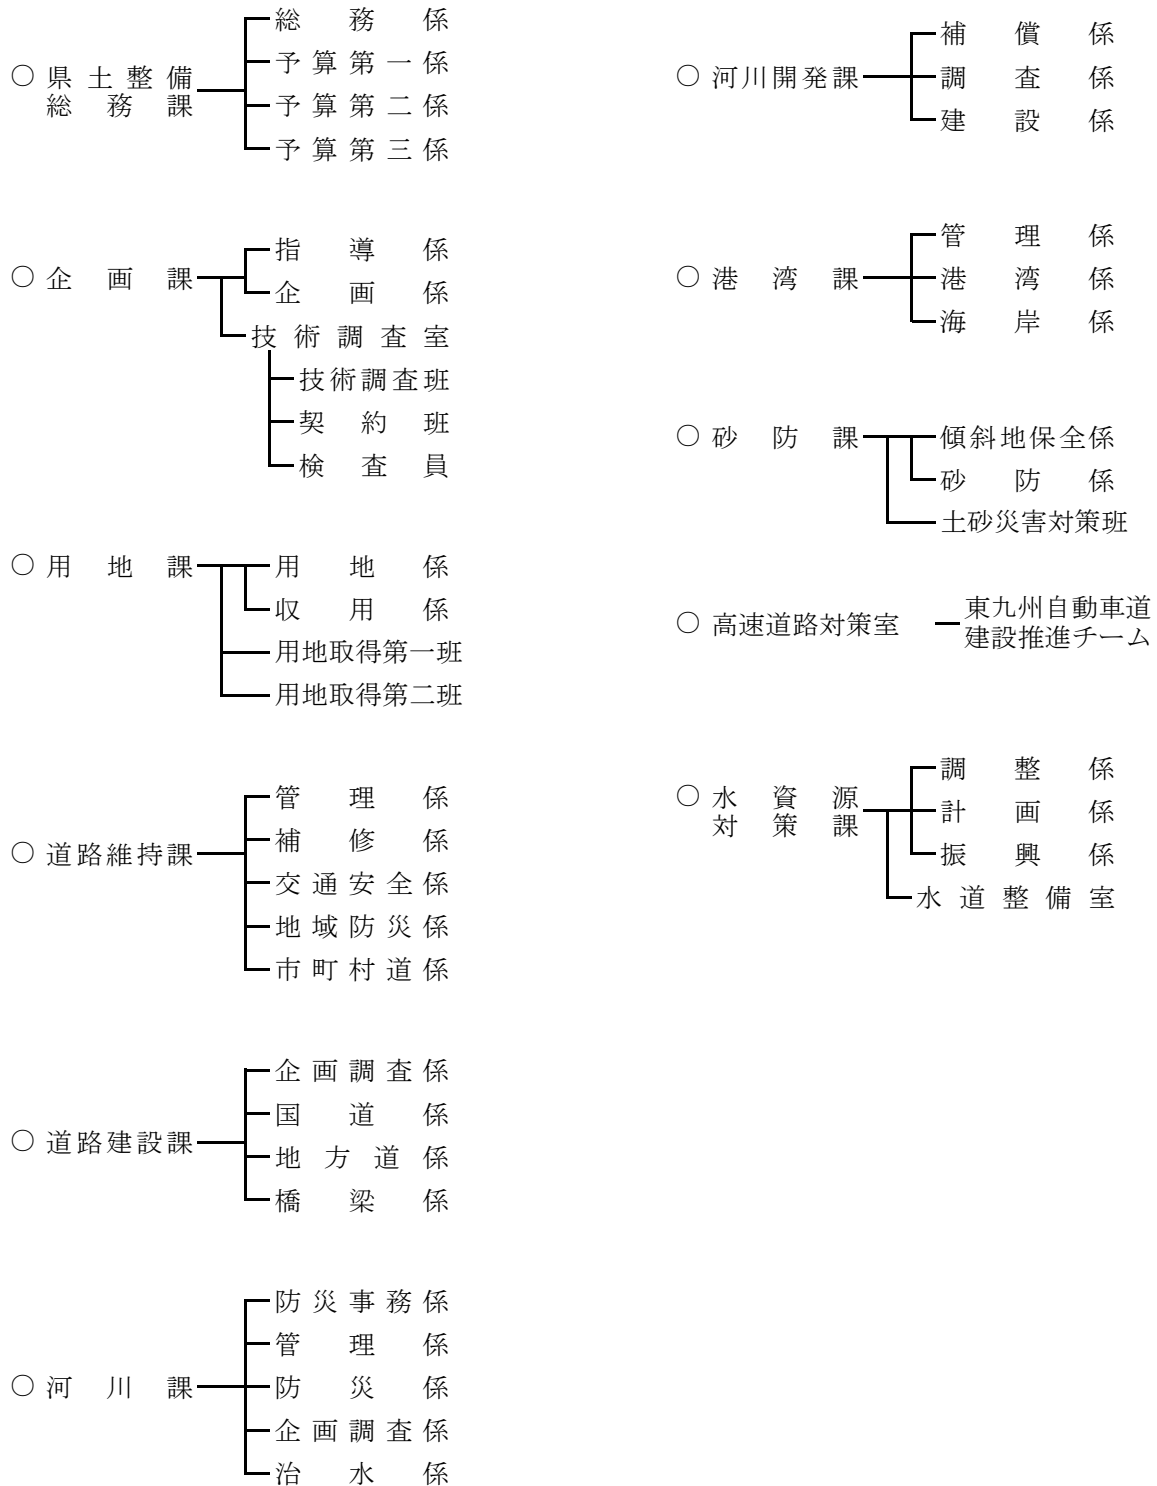 ○ 県土整備
総務課
総務係
予算第一係
予算第二係
予算第三係
○ 企画課
指導係
企画係
技術調査室
技術調査班
契約班
検査員
○ 用地課
用地係
収用係
用地取得第一班
用地取得第二班
○ 道路維持課
管理係
補修係
交通安全係
地域防災係
市町村道係
○ 道路建設課
企画調査係
国道係
地方道係
橋梁係
○ 河川課
防災事務係
管理係
防災係
企画調査係
治水係
○ 河川開発課
補償係
調査係
建設係
○ 港湾課
管理係
港湾係
海岸係
○ 砂防課
傾斜地保全係
砂防係
土砂災害対策班
○ 高速道路対策室
東九州自動車道
建設推進チーム
○ 水資源
対策課
調整係
計画係
振興係
水道整備室